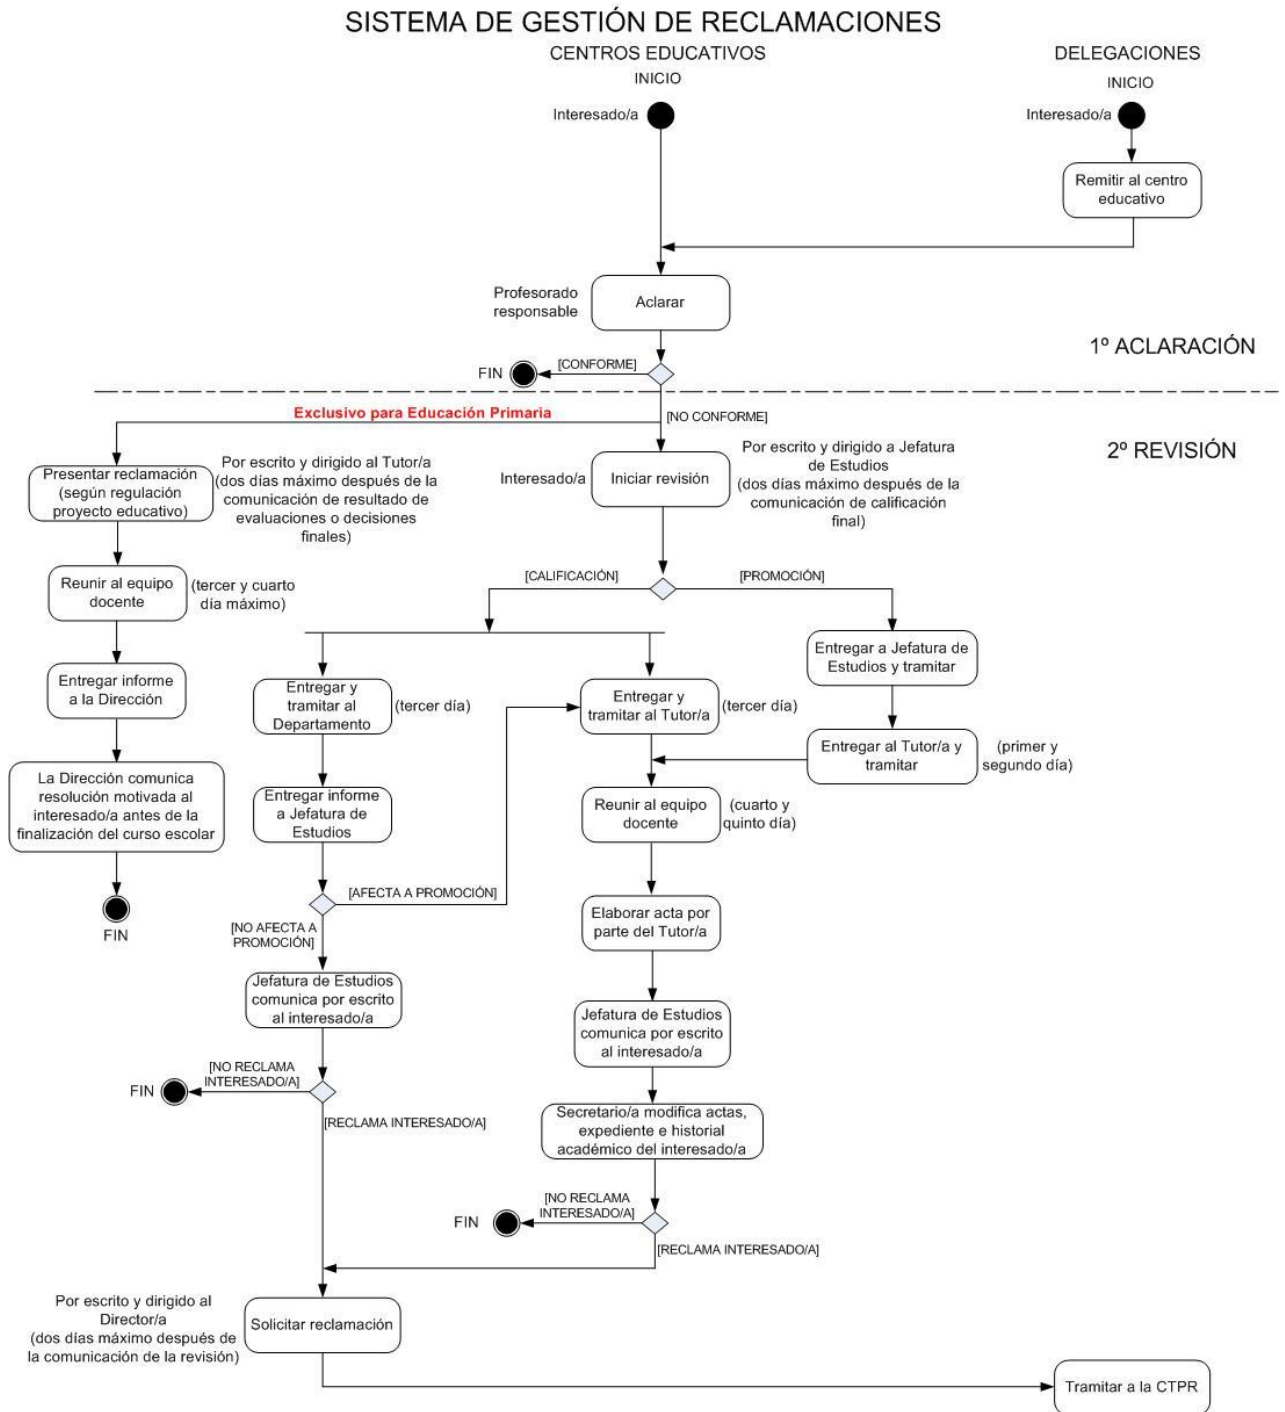 SISTEMA DE GESTIÓN DE RECLAMACIONES
CENTROS EDUCATIVOS
DELEGACIONES
INICIO
INICIO
Interesado/a
Interesado/a
Remitir al centro
educativo
Profesorado
responsable
Aclarar
1º ACLARACIÓN
FIN
[CONFORME]
Exclusivo para Educación Primaria
[NO CONFORME]
2º REVISIÓN
Presentar reclamación
(según regulación
proyecto educativo)
Por escrito y dirigido al Tutor/a
(dos días máximo después de la
comunicación de resultado de
evaluaciones o decisiones
finales)
Interesado/a
Iniciar revisión
Por escrito y dirigido a Jefatura
de Estudios
(dos días máximo después de la
comunicación de calificación
final)
Reunir al equipo
docente
(tercer y cuarto
día máximo)
[CALIFICACIÓN]
[PROMOCIÓN]
Entregar informe
a la Dirección
Entregar y
tramitar al
Departamento
(tercer día)
Entregar y
tramitar al Tutor/a
(tercer día)
Entregar a Jefatura de
Estudios y tramitar
Entregar al Tutor/a y
tramitar
(primer y
segundo día)
La Dirección comunica
resolución motivada al
interesado/a antes de la
finalización del curso escolar
Entregar informe
a Jefatura de
Estudios
Reunir al equipo
docente
(cuarto y
quinto día)
[AFECTA A PROMOCIÓN]
FIN
[NO AFECTA A
PROMOCIÓN]
Elaborar acta por
parte del Tutor/a
Jefatura de Estudios
comunica por escrito
al interesado/a
Jefatura de Estudios
comunica por escrito
al interesado/a
FIN
[NO RECLAMA
INTERESADO/A]
[RECLAMA INTERESADO/A]
Secretario/a modifica actas,
expediente e historial
académico del interesado/a
FIN
[NO RECLAMA
INTERESADO/A]
[RECLAMA INTERESADO/A]
Por escrito y dirigido al
Director/a
(dos días máximo después de
la comunicación de la revisión)
Solicitar reclamación
Tramitar a la CTPR